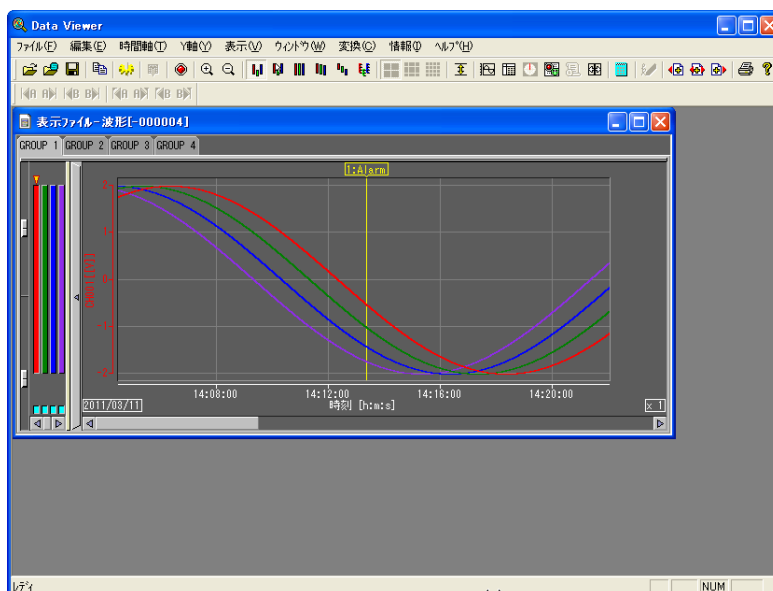 Data Viewer
ﾌｧｲﾙ(F) 編集(E) 時間軸(T) Y軸(Y) 表示(V) ｳｨﾝﾄﾞｳ(W) 変換(C) 情報(I) ﾍﾙﾌﾟ(H)
表示ﾌｧｲﾙ-波形[-000004]
GROUP 1 GROUP 2 GROUP 3 GROUP 4
1:Alarm
2
1
0
-1
-2
14:08:00 14:12:00 14:16:00 14:20:00
2011/03/11 時刻 [h:m:s] x 1
ﾚﾃﾞｨ NUM